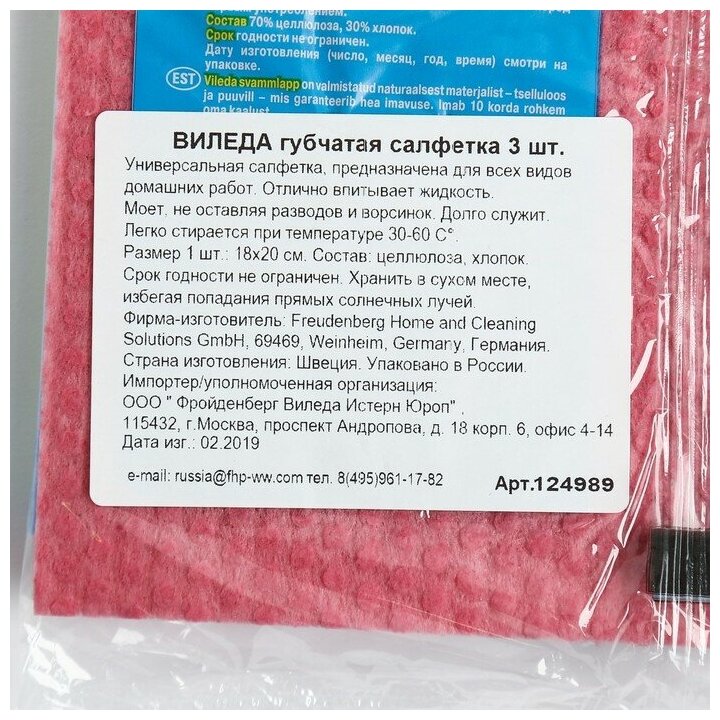 Состав 70% целлюлоза, 30% хлопок.
Срок годности не ограничен.
Дату изготовления (число, месяц, год, время) смотри на
упаковке.
EST Vileda svammlapp on valmistatud naturaalsest materjalist – tselluloos
ja puuvill – mis garanteerib hea imavuse. Imab 10 korda rohkem
oma kaalust.
ВИЛЕДА губчатая салфетка 3 шт.
Универсальная салфетка, предназначена для всех видов
домашних работ. Отлично впитывает жидкость.
Моет, не оставляя разводов и ворсинок. Долго служит.
Легко стирается при температуре 30-60 С°.
Размер 1 шт.: 18х20 см. Состав: целлюлоза, хлопок.
Срок годности не ограничен. Хранить в сухом месте,
избегая попадания прямых солнечных лучей.
Фирма-изготовитель: Freudenberg Home and Cleaning
Solutions GmbH, 69469, Weinheim, Germany, Германия.
Страна изготовления: Швеция. Упаковано в России.
Импортер/уполномоченная организация:
ООО " Фройденберг Виледа Истерн Юроп" ,
115432, г.Москва, проспект Андропова, д. 18 корп. 6, офис 4-14
Дата изг.: 02.2019
e-mail: russia@fhp-ww.com тел. 8(495)961-17-82
Арт.124989